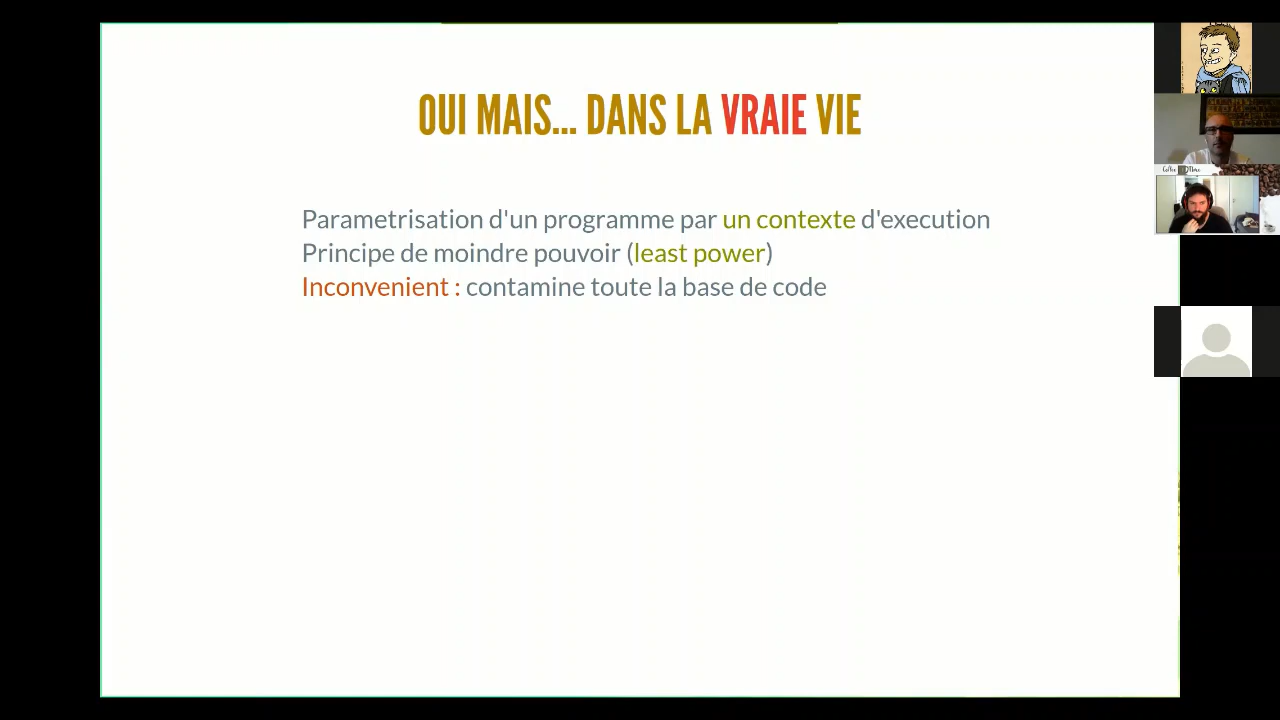 OUI MAIS... DANS LA VRAIE VIE
Parametrisation d'un programme par un contexte d'execution
Principe de moindre pouvoir (least power)
Inconvenient : contamine toute la base de code